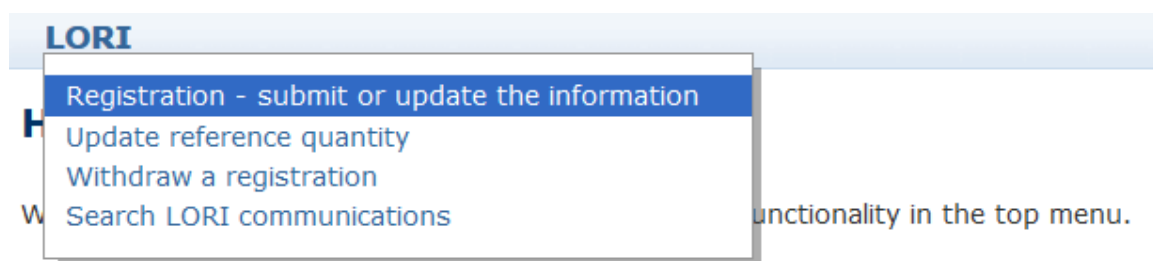 LORI
Registration - submit or update the information
Update reference quantity
Withdraw a registration
Search LORI communications
unctionality in the top menu.